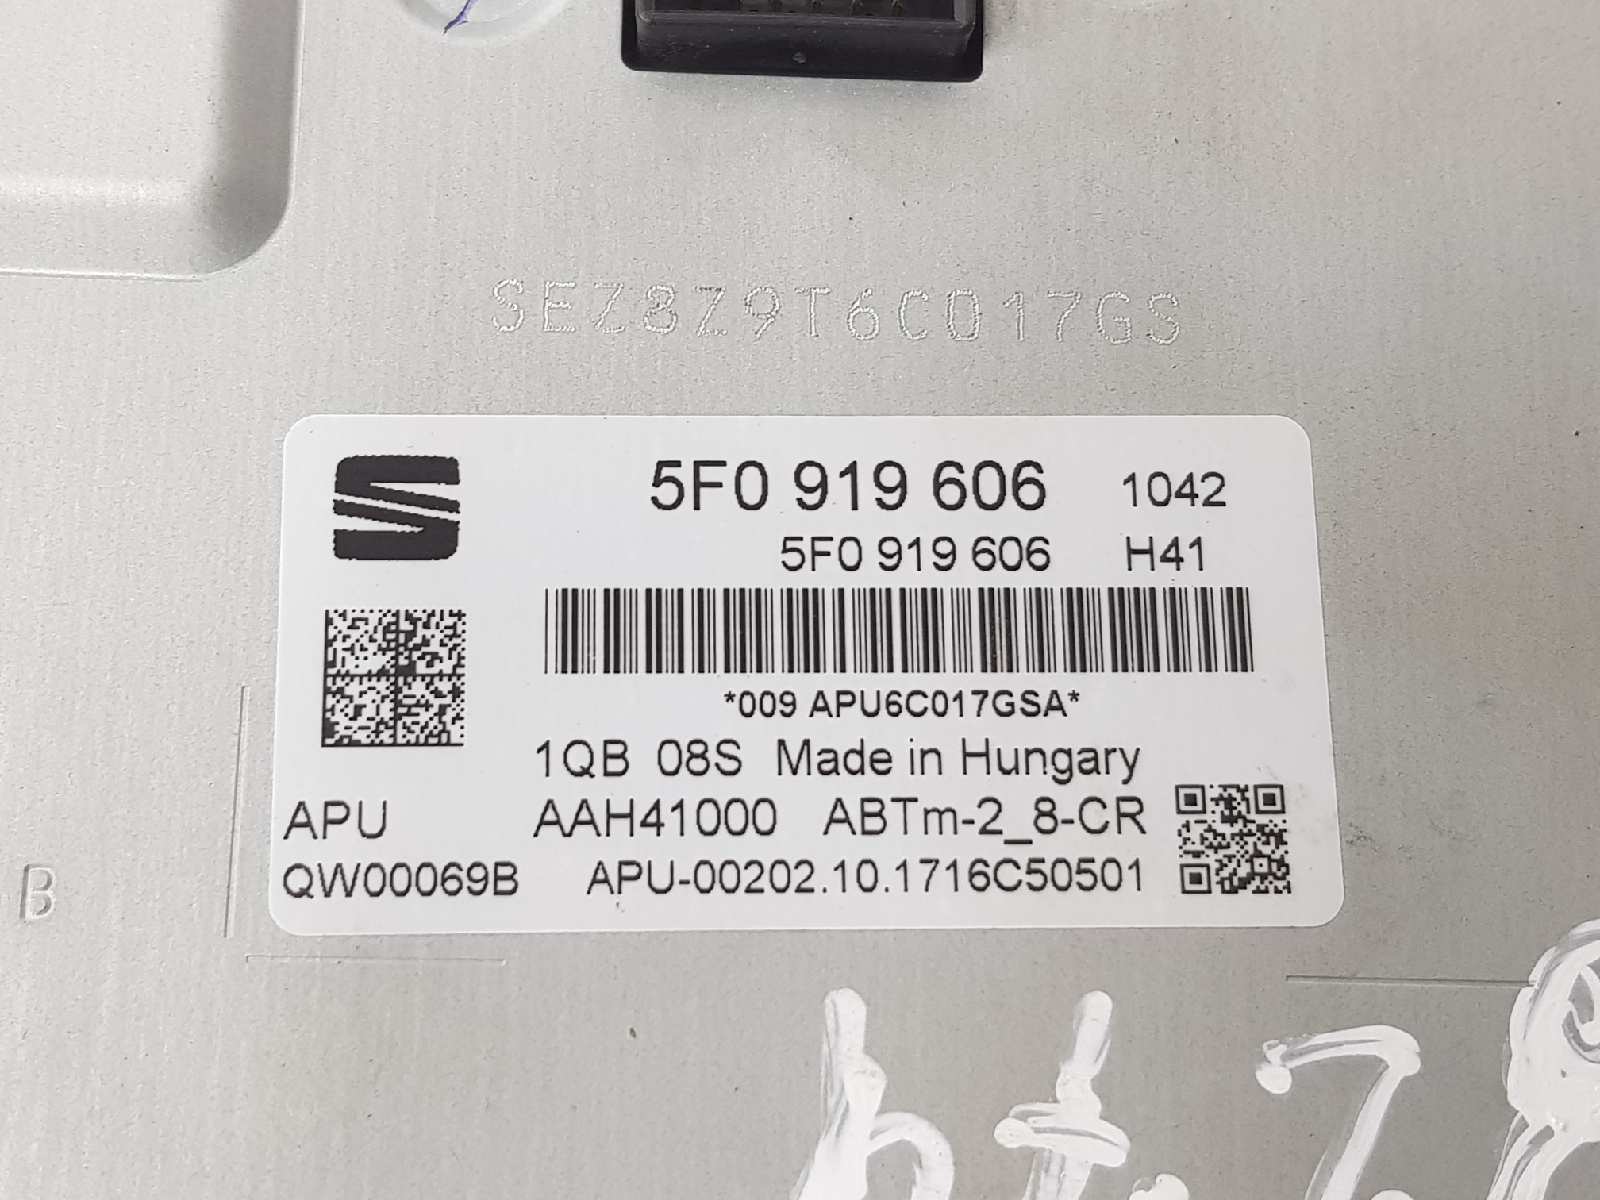 SEZ8Z9T6C017GS
5F0 919 606 1042
5F0 919 606 H41
*009 APU6C017GSA*
1QB 08S Made in Hungary
APU AAH41000 ABTm-2_8-CR
QW00069B APU-00202.10.1716C50501
B